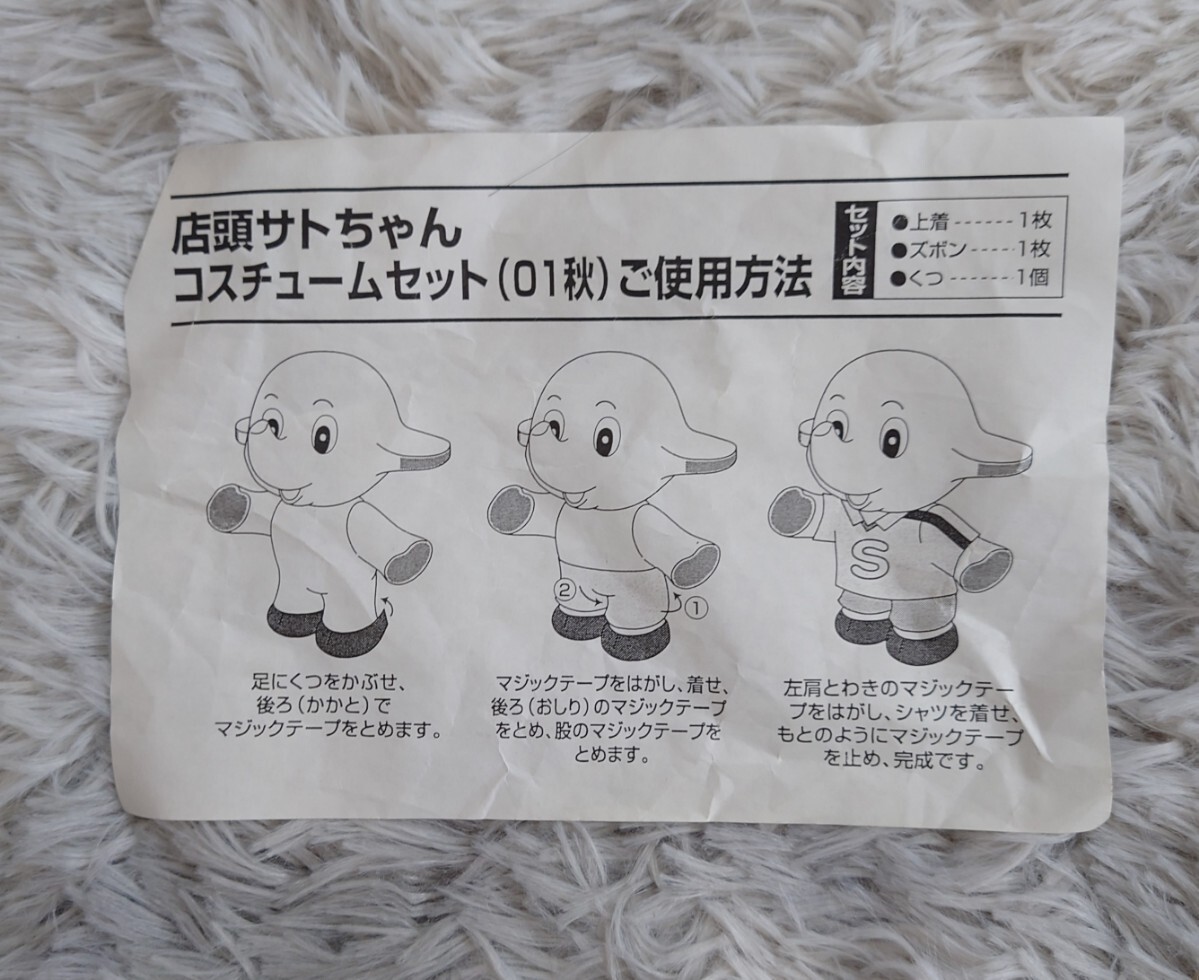 店頭サトちゃん
コスチュームセット(01秋)ご使用方法
セット内容
●上着------1枚
●ズボン-----1枚
●くつ-------1個
②
①
S
足にくつをかぶせ、
後ろ(かかと)で
マジックテープをとめます。
マジックテープをはがし、着せ、
後ろ(おしり)のマジックテープ
をとめ、股のマジックテープを
とめます。
左肩とわきのマジックテー
プをはがし、シャツを着せ、
もとのようにマジックテープ
を止め、完成です。